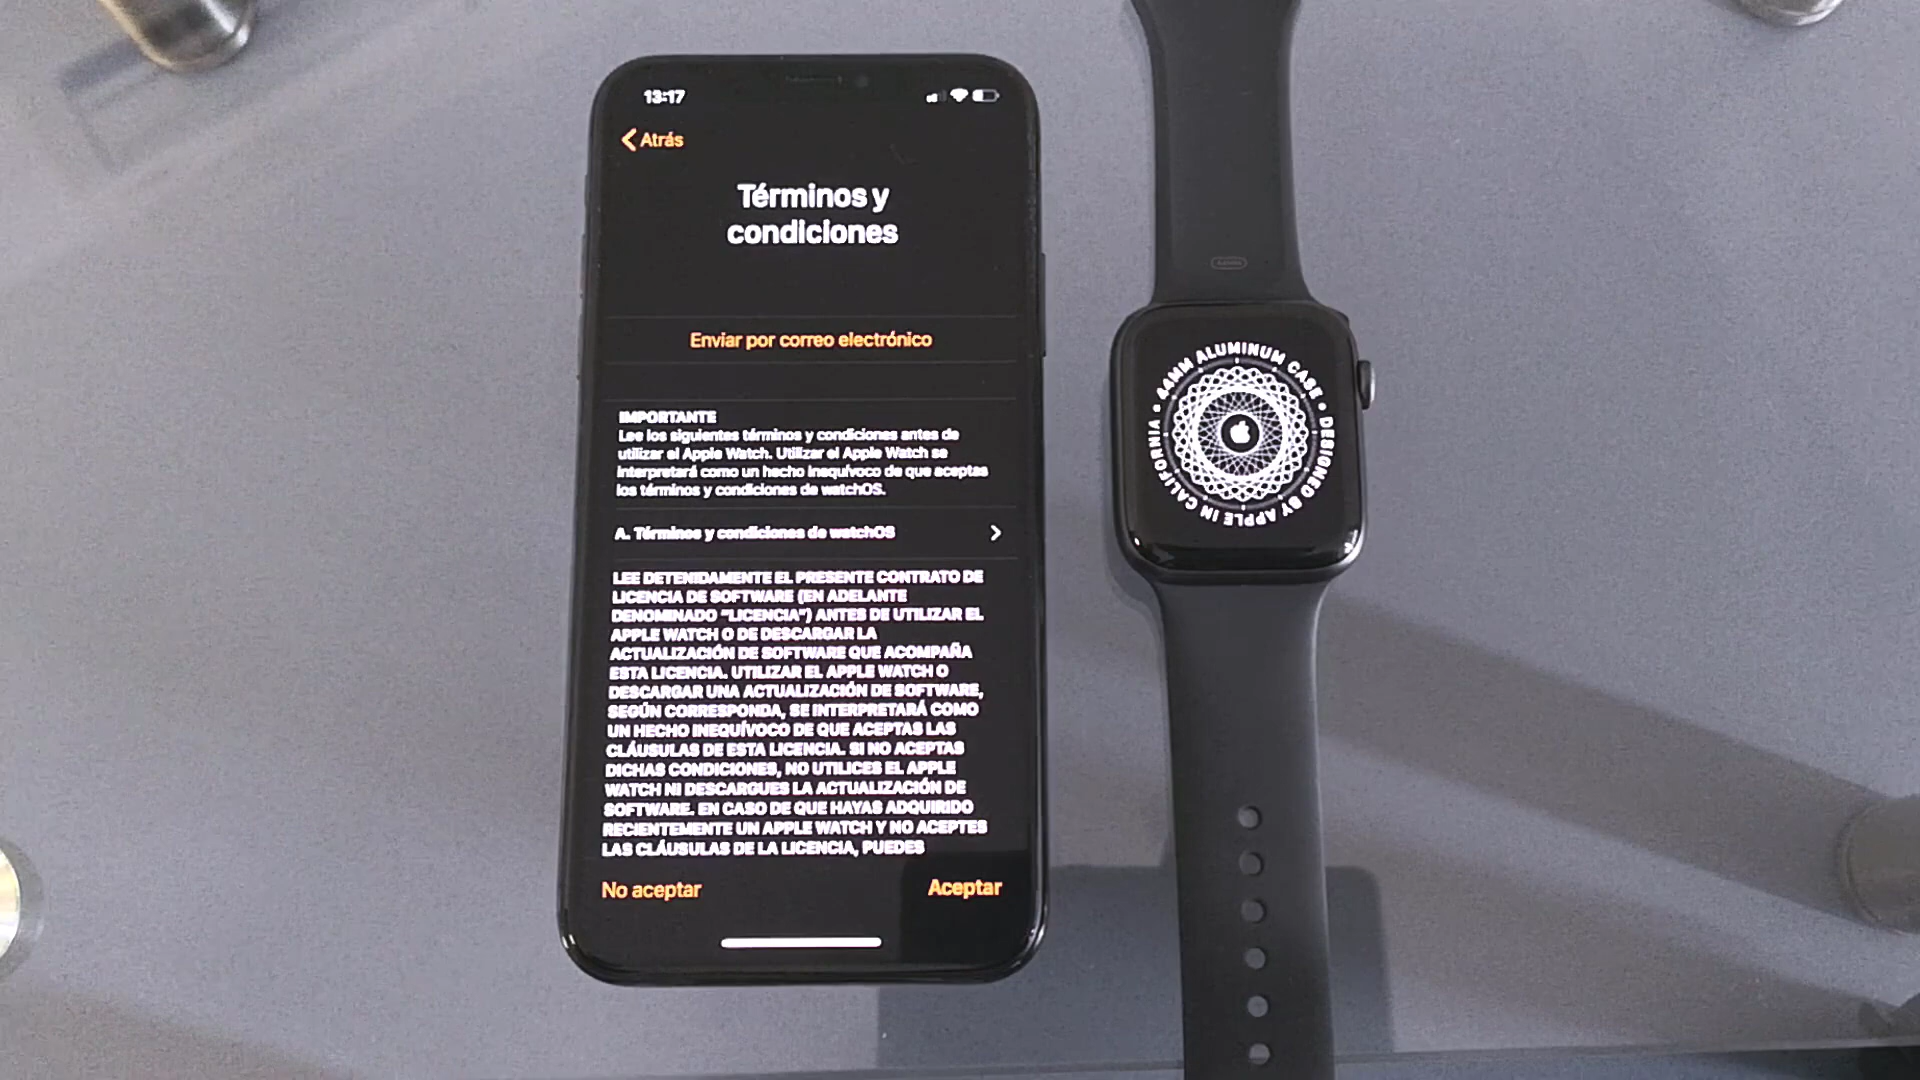 13:17
Atrás
Términos y
condiciones
Enviar por correo electrónico
IMPORTANTE
Lee los siguientes términos y condiciones antes de
utilizar el Apple Watch. Utilizar el Apple Watch se
interpretará como un hecho inequívoco de que aceptas
los términos y condiciones de watchOS.
A. Términos y condiciones de watchOS
LEE DETENIDAMENTE EL PRESENTE CONTRATO DE
LICENCIA DE SOFTWARE (EN ADELANTE
DENOMINADO “LICENCIA”) ANTES DE UTILIZAR EL
APPLE WATCH O DE DESCARGAR LA
ACTUALIZACIÓN DE SOFTWARE QUE ACOMPAÑA
ESTA LICENCIA. UTILIZAR EL APPLE WATCH O
DESCARGAR UNA ACTUALIZACIÓN DE SOFTWARE,
SEGÚN CORRESPONDA, SE INTERPRETARÁ COMO
UN HECHO INEQUÍVOCO DE QUE ACEPTAS LAS
CLÁUSULAS DE ESTA LICENCIA. SI NO ACEPTAS
DICHAS CONDICIONES, NO UTILICES EL APPLE
WATCH NI DESCARGUES LA ACTUALIZACIÓN DE
SOFTWARE. EN CASO DE QUE HAYAS ADQUIRIDO
RECIENTEMENTE UN APPLE WATCH Y NO ACEPTES
LAS CLÁUSULAS DE LA LICENCIA, PUEDES
No aceptar
Aceptar
44MM ALUMINUM CASE • DESIGNED BY APPLE IN CALIFORNIA •